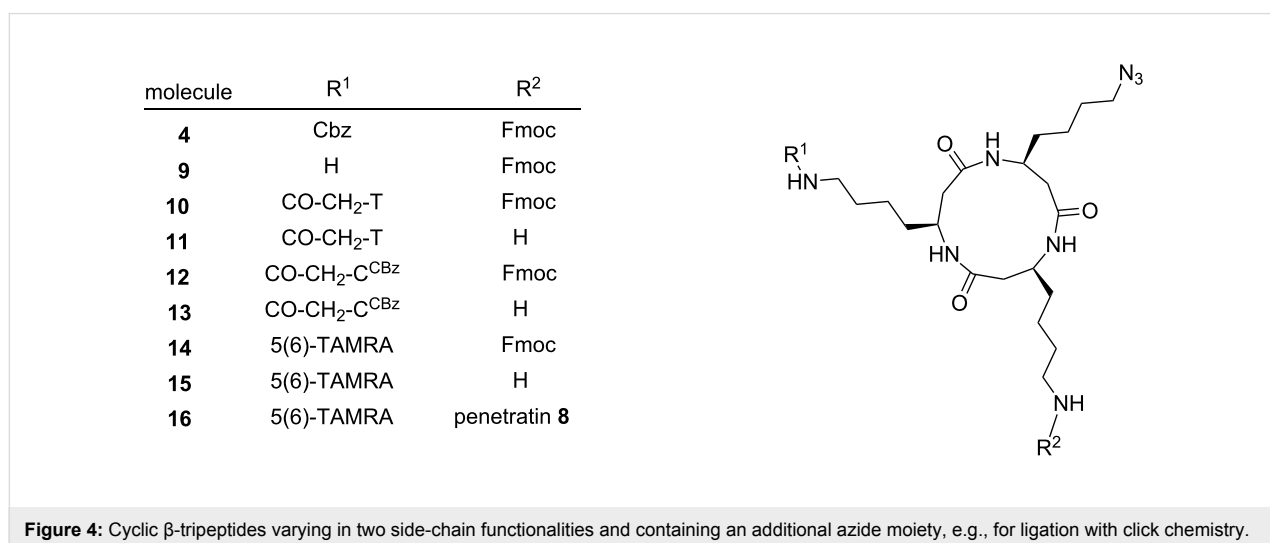 molecule R¹ R²
4 Cbz Fmoc
9 H Fmoc
10 CO-CH₂-T Fmoc
11 CO-CH₂-T H
12 CO-CH₂-C^CBz Fmoc
13 CO-CH₂-C^CBz H
14 5(6)-TAMRA Fmoc
15 5(6)-TAMRA H
16 5(6)-TAMRA penetratin 8
N₃
O
H
N
R¹
HN
O
HN
NH
O
NH
R²
Figure 4: Cyclic β-tripeptides varying in two side-chain functionalities and containing an additional azide moiety, e.g., for ligation with click chemistry.